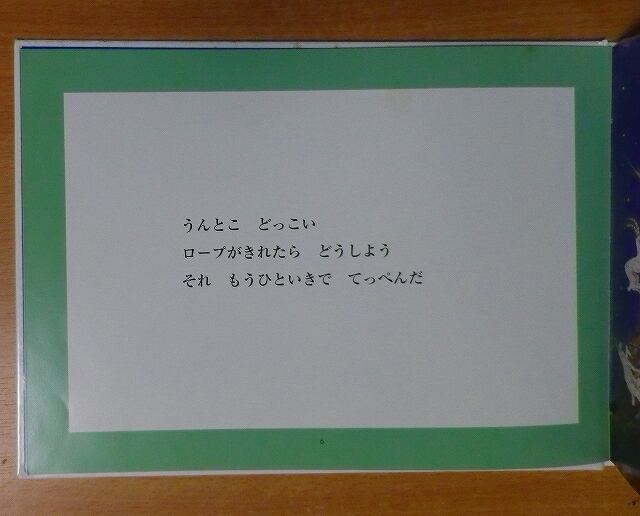 うんとこ　どっこい
ロープがきれたら　どうしよう
それ　もうひといきで　てっぺんだ